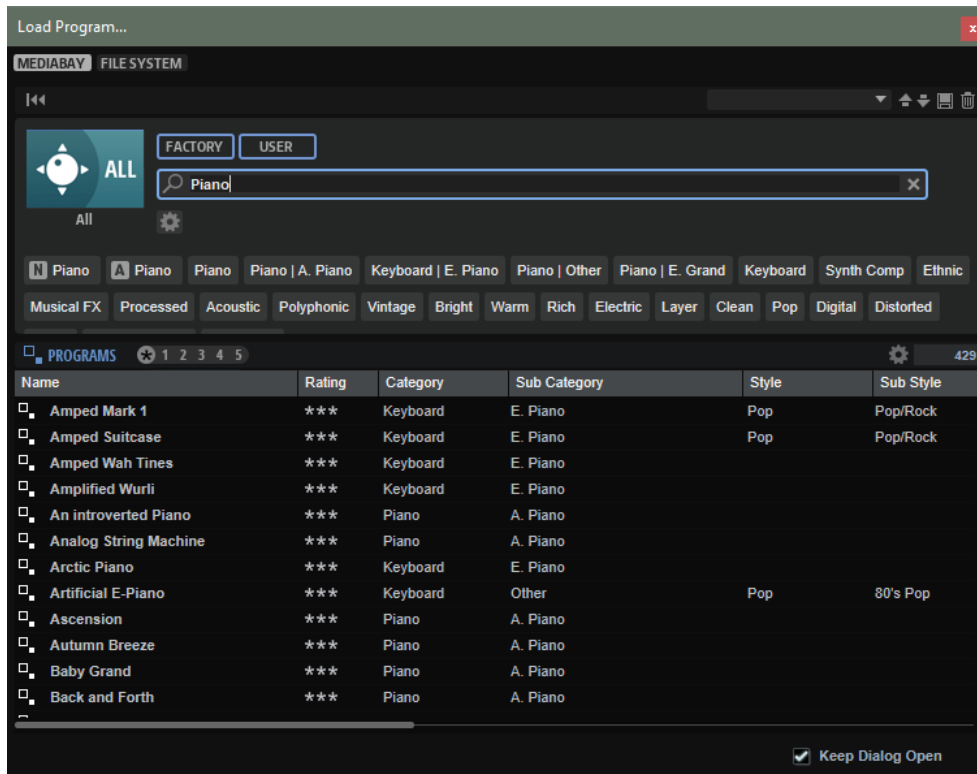 Load Program...
x
MEDIABAY FILE SYSTEM
ALL
All
FACTORY USER
Piano
N Piano A Piano Piano Piano | A. Piano Keyboard | E. Piano Piano | Other Piano | E. Grand Keyboard Synth Comp Ethnic
Musical FX Processed Acoustic Polyphonic Vintage Bright Warm Rich Electric Layer Clean Pop Digital Distorted
PROGRAMS 1 2 3 4 5 429
Name Rating Category Sub Category Style Sub Style
Amped Mark 1 *** Keyboard E. Piano Pop Pop/Rock
Amped Suitcase *** Keyboard E. Piano Pop Pop/Rock
Amped Wah Tines *** Keyboard E. Piano
Amplified Wurli *** Keyboard E. Piano
An introverted Piano *** Piano A. Piano
Analog String Machine *** Piano A. Piano
Arctic Piano *** Keyboard E. Piano
Artificial E-Piano *** Keyboard Other Pop 80's Pop
Ascension *** Piano A. Piano
Autumn Breeze *** Piano A. Piano
Baby Grand *** Piano A. Piano
Back and Forth *** Piano A. Piano
Keep Dialog Open